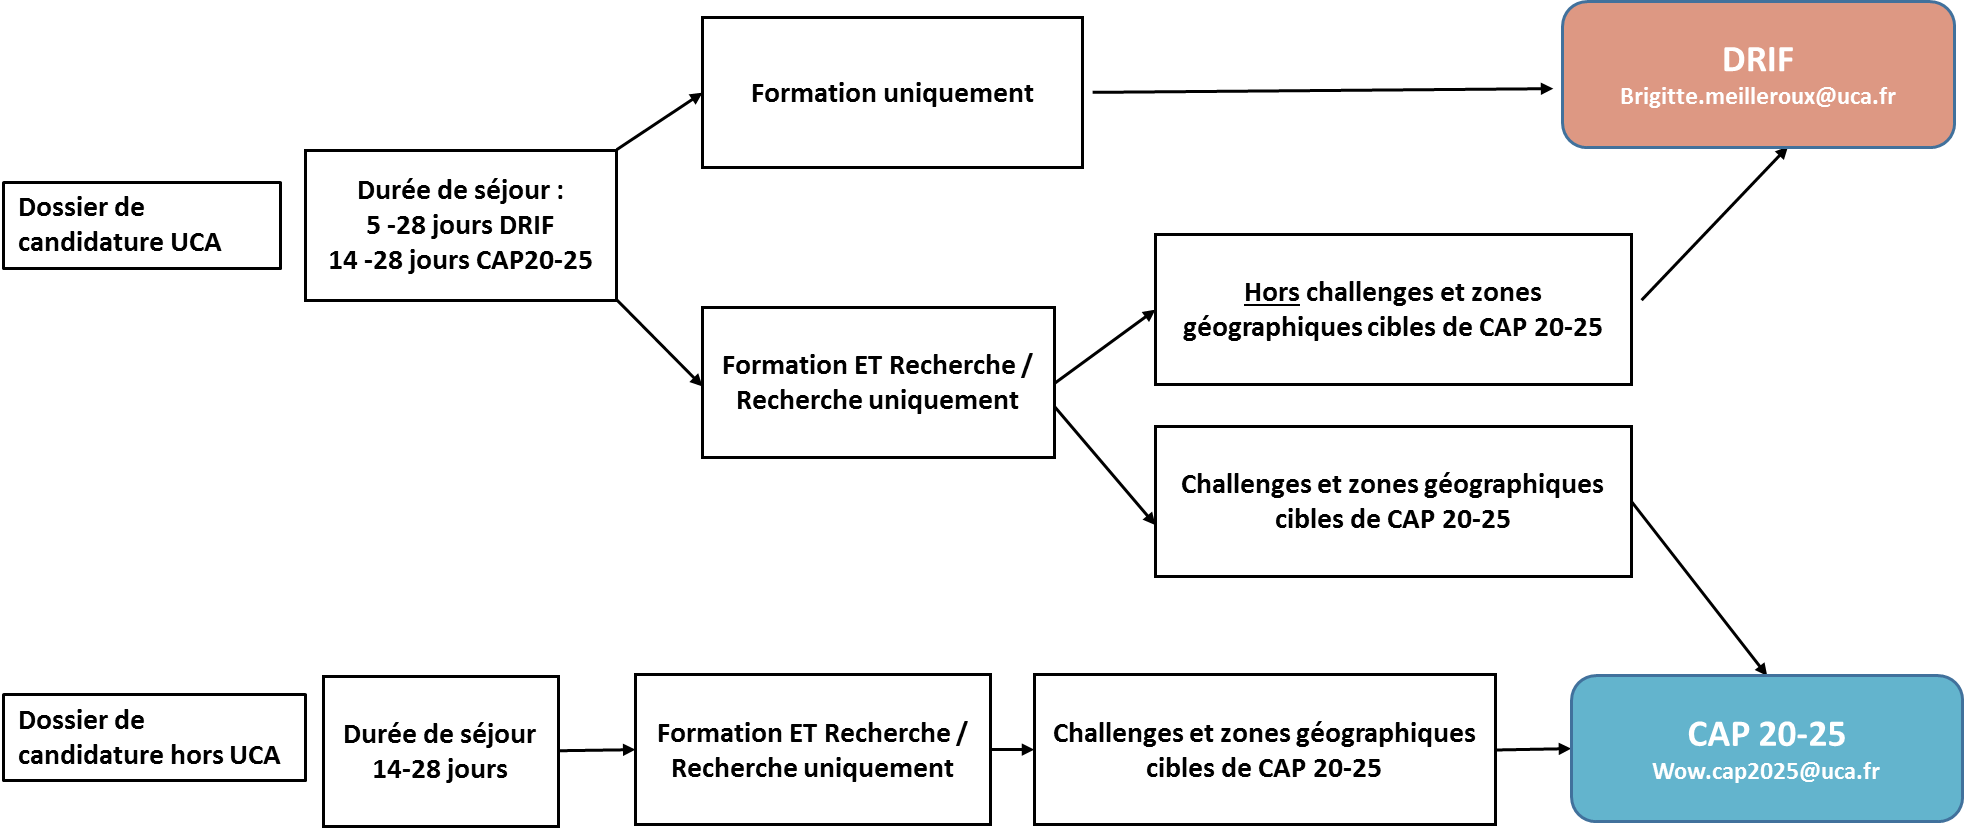 Formation uniquement
DRIF
Brigitte.meilleroux@uca.fr
Dossier de
candidature UCA
Durée de séjour :
5 -28 jours DRIF
14 -28 jours CAP20-25
Hors challenges et zones
géographiques cibles de CAP 20-25
Formation ET Recherche /
Recherche uniquement
Challenges et zones géographiques
cibles de CAP 20-25
Dossier de
candidature hors UCA
Durée de séjour
14-28 jours
Formation ET Recherche /
Recherche uniquement
Challenges et zones géographiques
cibles de CAP 20-25
CAP 20-25
Wow.cap2025@uca.fr